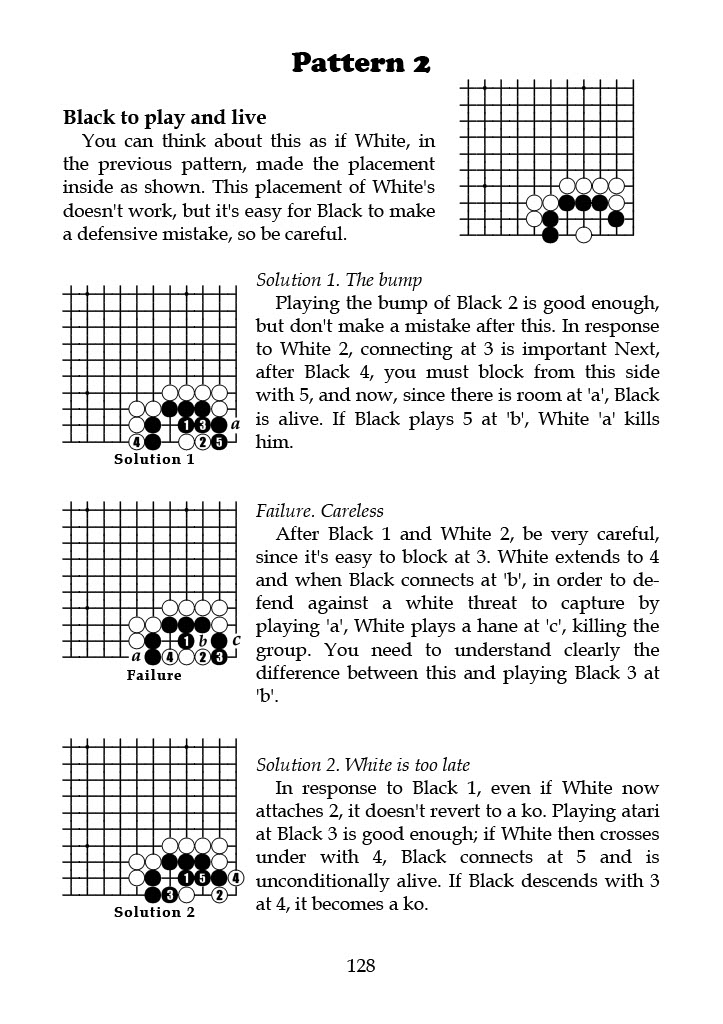 Pattern 2
Black to play and live
You can think about this as if White, in
the previous pattern, made the placement
inside as shown. This placement of White's
doesn't work, but it's easy for Black to make
a defensive mistake, so be careful.
Solution 1. The bump
Playing the bump of Black 2 is good enough,
but don't make a mistake after this. In response
to White 2, connecting at 3 is important Next,
after Black 4, you must block from this side
with 5, and now, since there is room at 'a', Black
is alive. If Black plays 5 at 'b', White 'a' kills
him.
1 3 a
4 2 5
Solution 1
Failure. Careless
After Black 1 and White 2, be very careful,
since it's easy to block at 3. White extends to 4
and when Black connects at 'b', in order to de-
fend against a white threat to capture by
playing 'a', White plays a hane at 'c', killing the
group. You need to understand clearly the
difference between this and playing Black 3 at
'b'.
1 b c
a 4 2 3
Failure
Solution 2. White is too late
In response to Black 1, even if White now
attaches 2, it doesn't revert to a ko. Playing atari
at Black 3 is good enough; if White then crosses
under with 4, Black connects at 5 and is
unconditionally alive. If Black descends with 3
at 4, it becomes a ko.
1 5 4
3 2
Solution 2
128